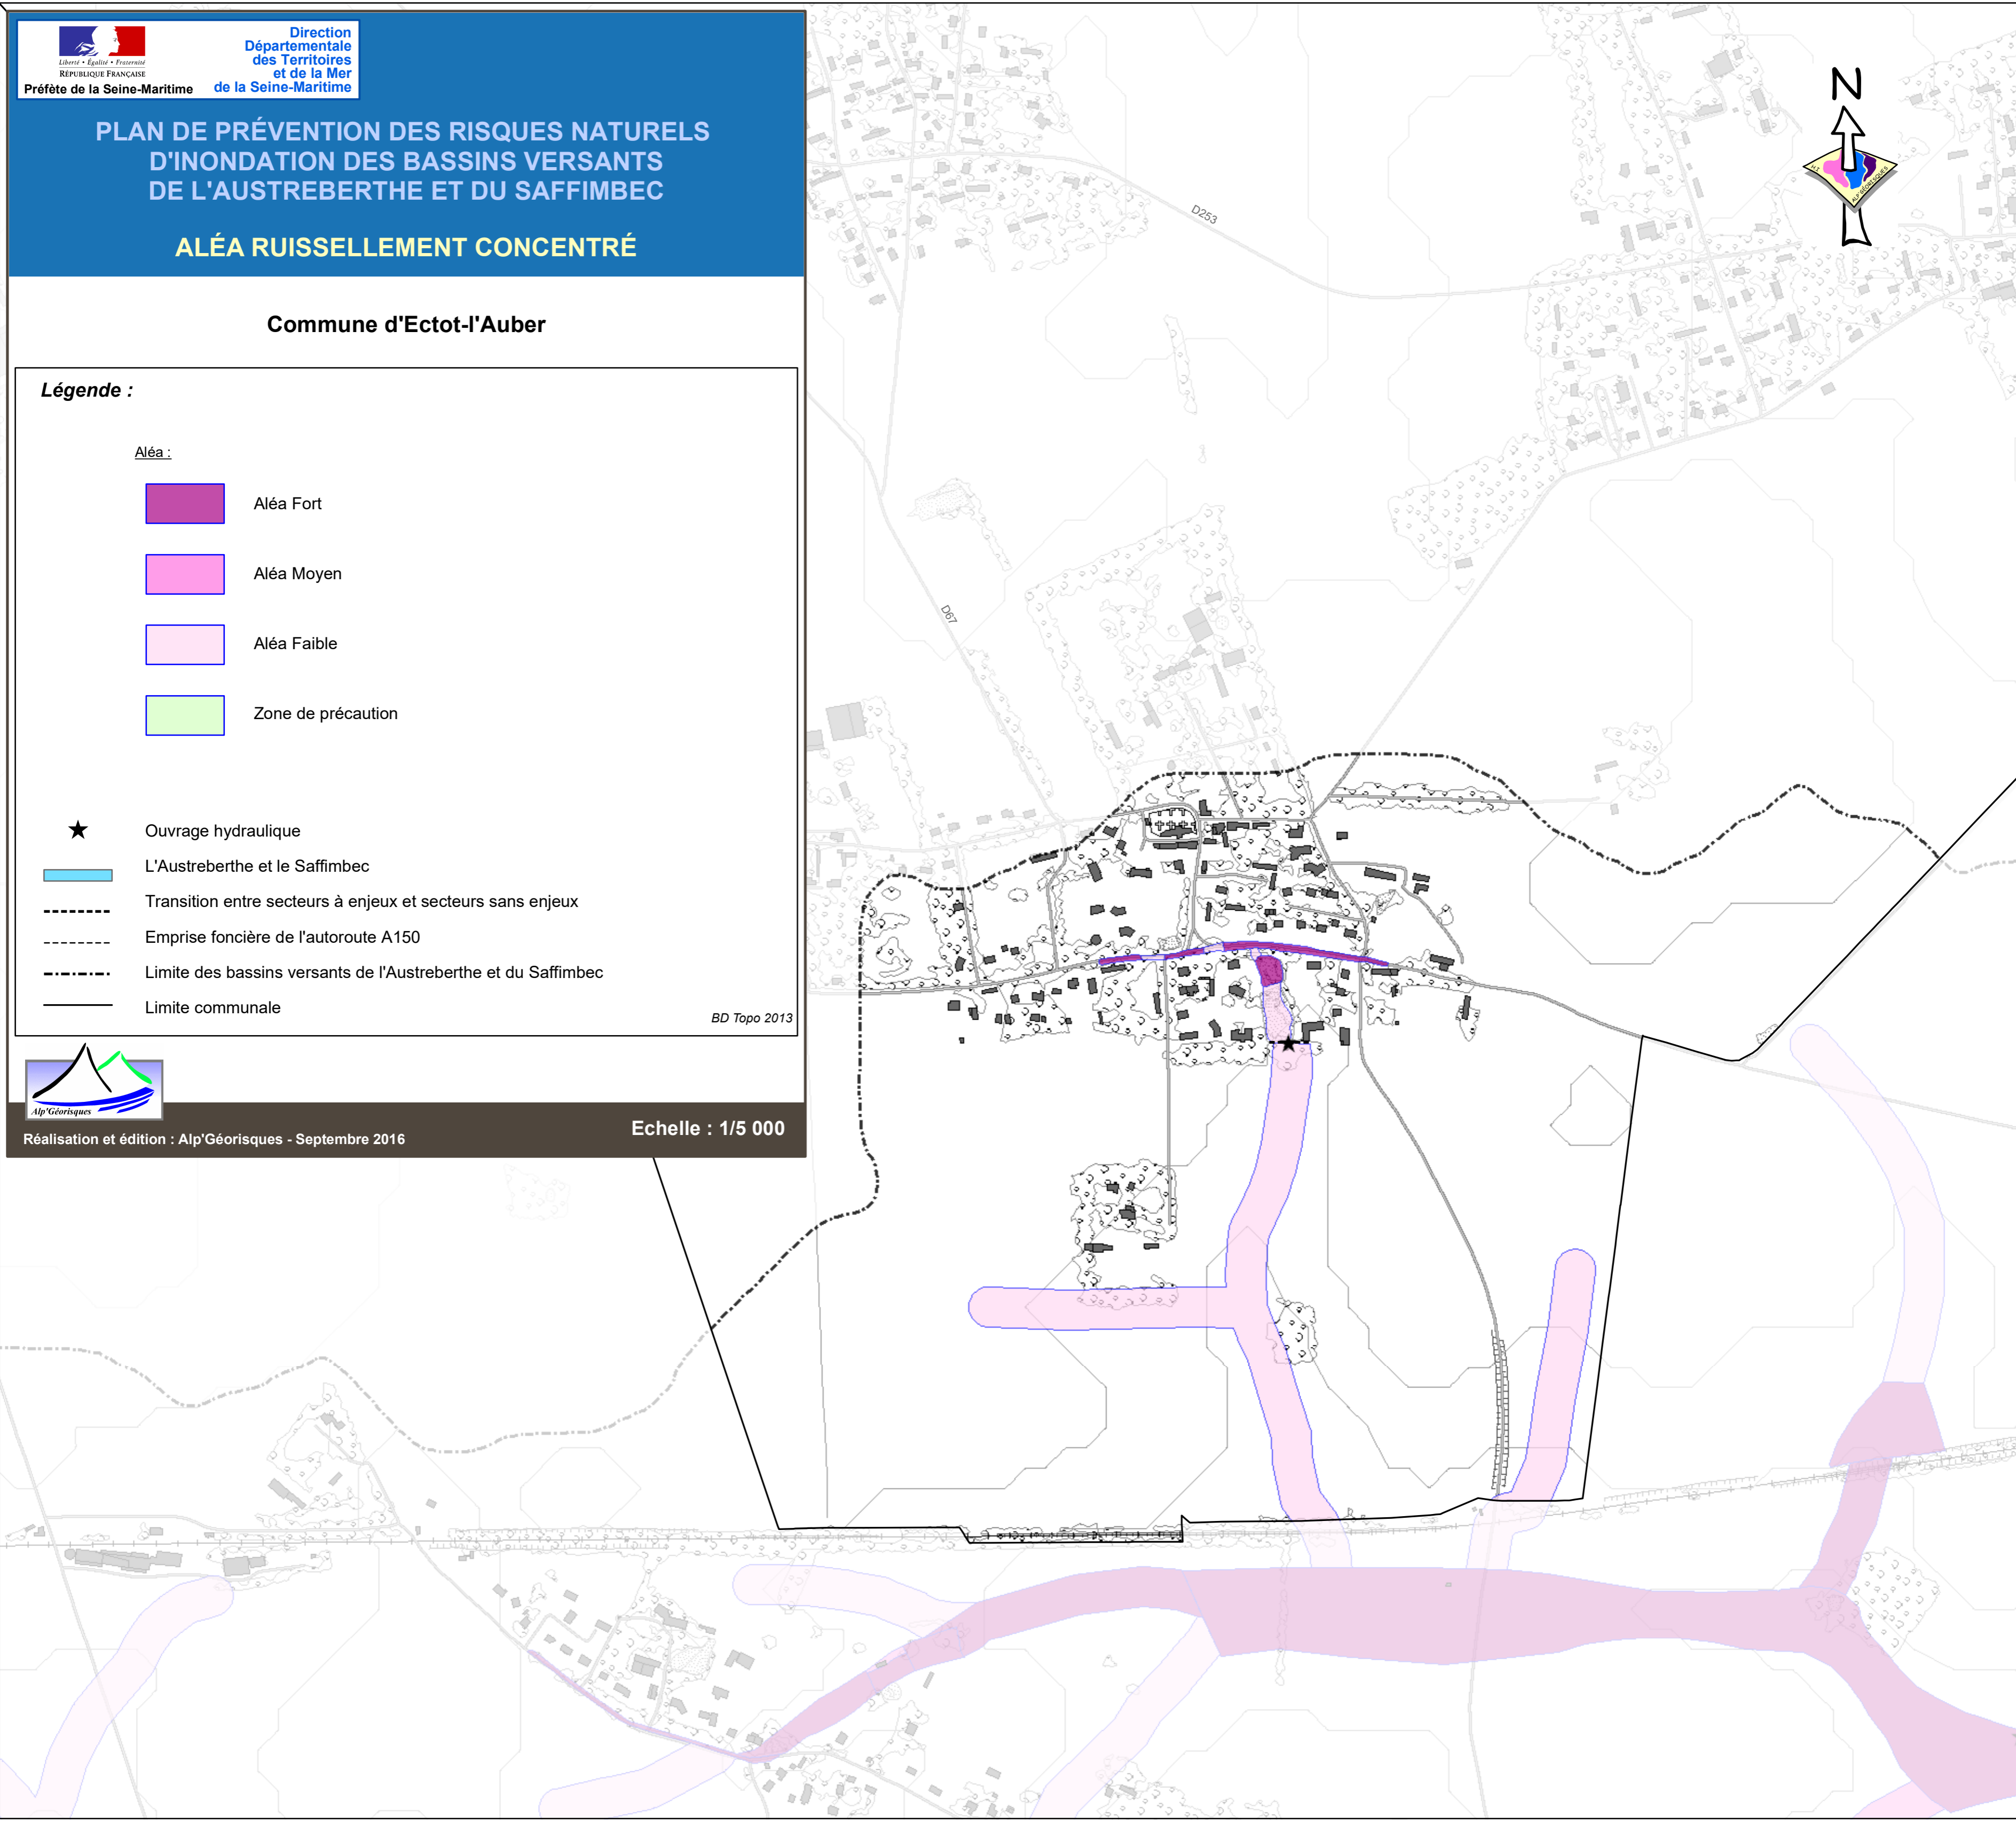 Liberté • Égalité • Fraternité
RÉPUBLIQUE FRANÇAISE
Préfète de la Seine-Maritime
Direction
Départementale
des Territoires
et de la Mer
de la Seine-Maritime
PLAN DE PRÉVENTION DES RISQUES NATURELS
D'INONDATION DES BASSINS VERSANTS
DE L'AUSTREBERTHE ET DU SAFFIMBEC
ALÉA RUISSELLEMENT CONCENTRÉ
Commune d'Ectot-l'Auber
Légende :
Aléa :
Aléa Fort
Aléa Moyen
Aléa Faible
Zone de précaution
Ouvrage hydraulique
L'Austreberthe et le Saffimbec
Transition entre secteurs à enjeux et secteurs sans enjeux
Emprise foncière de l'autoroute A150
Limite des bassins versants de l'Austreberthe et du Saffimbec
Limite communale
BD Topo 2013
Alp'Géorisques
Réalisation et édition : Alp'Géorisques - Septembre 2016
Echelle : 1/5 000
N
ALP'GÉORISQUES
D253
D67